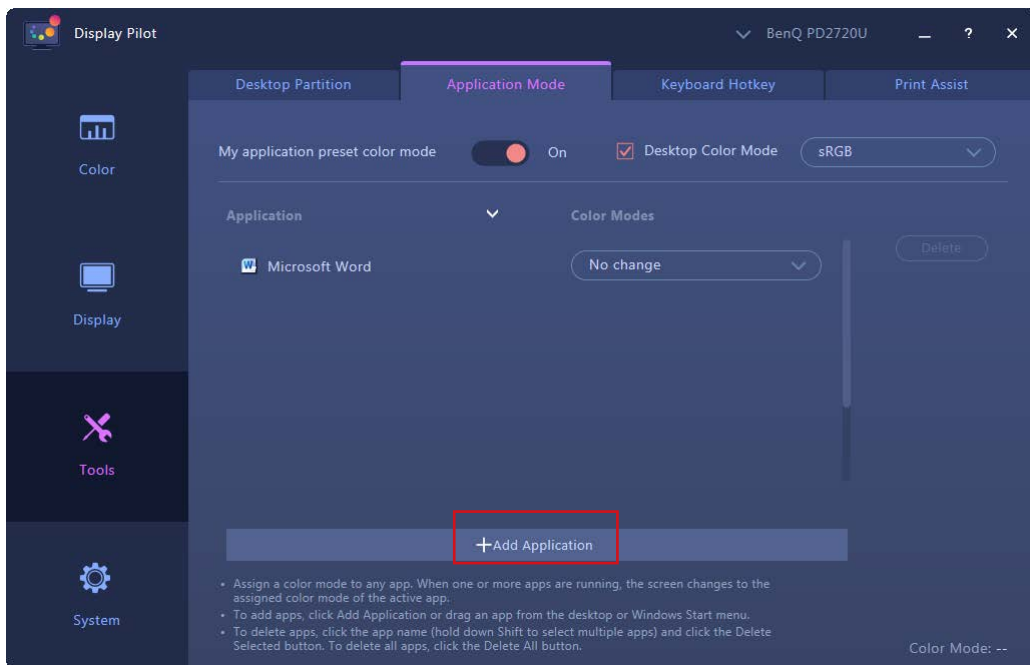 Display Pilot
BenQ PD2720U
?
Desktop Partition
Application Mode
Keyboard Hotkey
Print Assist
Color
My application preset color mode
On
Desktop Color Mode
sRGB
Application
Color Modes
Delete
Microsoft Word
No change
Display
Tools
+Add Application
• Assign a color mode to any app. When one or more apps are running, the screen changes to the
assigned color mode of the active app.
• To add apps, click Add Application or drag an app from the desktop or Windows Start menu.
• To delete apps, click the app name (hold down Shift to select multiple apps) and click the Delete
Selected button. To delete all apps, click the Delete All button.
System
Color Mode: --